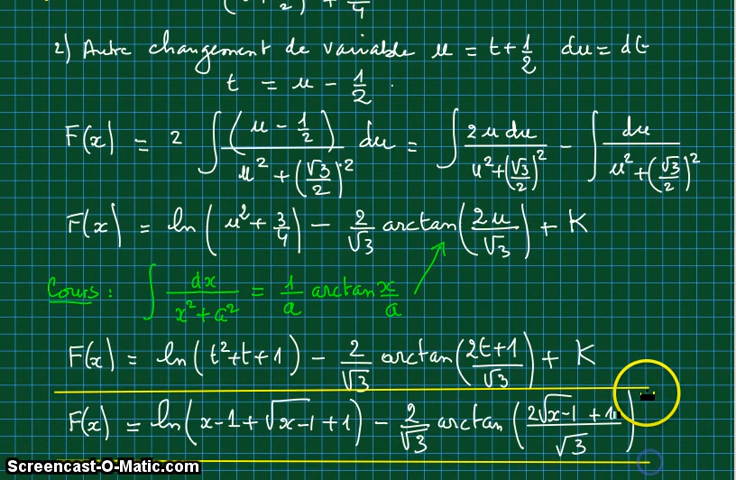 2) Autre changement de variable u = t + 1/2 du = dt
t = u - 1/2 .
F(x) = 2 ∫ (u - 1/2) / (u² + (√3/2)²) du = ∫ 2u du / (u² + (√3/2)²) - ∫ du / (u² + (√3/2)²)
F(x) = ln(u² + 3/4) - 2/√3 arctan(2u/√3) + K
Cours : ∫ dx / (x² + a²) = 1/a arctan x/a
F(x) = ln(t² + t + 1) - 2/√3 arctan((2t + 1)/√3) + K
F(x) = ln(x - 1 + √(x - 1) + 1) - 2/√3 arctan((2√(x - 1) + 1)/√3)
Screencast-O-Matic.com